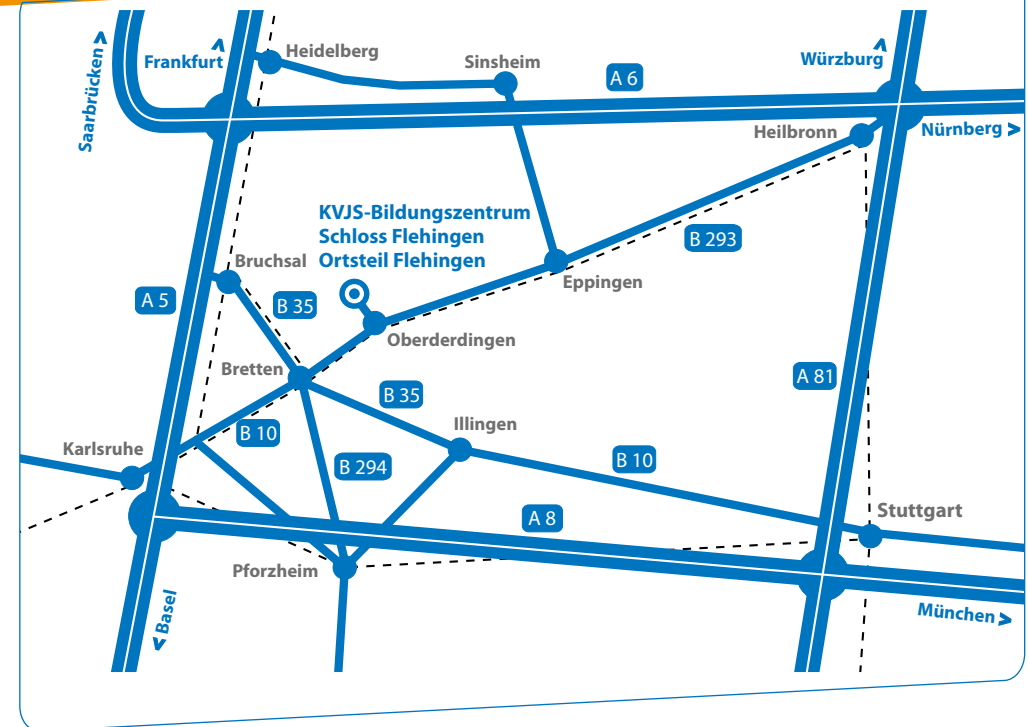 Saarbrücken >
Frankfurt >
Heidelberg
Sinsheim
A 6
Würzburg >
Heilbronn
Nürnberg >
KVJS-Bildungszentrum
Schloss Flehingen
Ortsteil Flehingen
B 293
Bruchsal
Eppingen
A 5
B 35
Oberderdingen
Bretten
A 81
B 35
B 10
Illingen
Karlsruhe
B 294
B 10
A 8
Stuttgart
Pforzheim
< Basel
München >